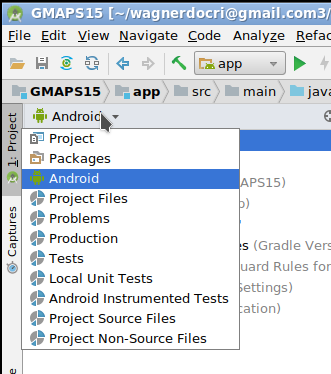 GMAPS15 [~/wagnerdocri@gmail.com3/
File Edit View Navigate Code Analyze Refac
app
GMAPS15 app src main java
1: Project
Android
Project
Packages
Android
Project Files
Problems
Production
Tests
Local Unit Tests
Android Instrumented Tests
Project Source Files
Project Non-Source Files
Captures
APS15)
es (Gradle Vers
uard Rules for
Settings)
cation)